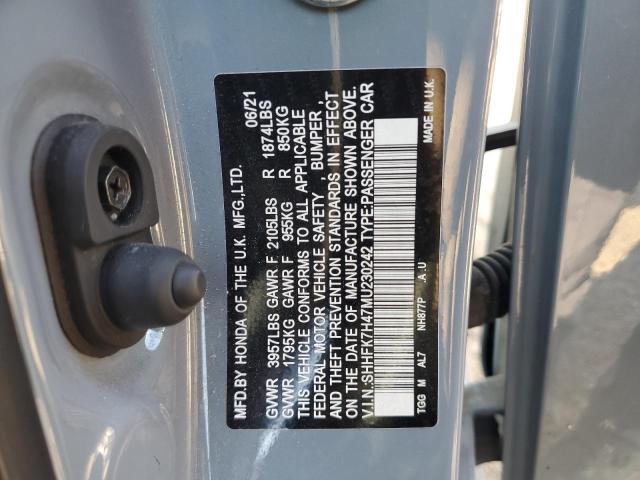 MFD.BY HONDA OF THE U.K. MFG.,LTD. 06/21
GVWR 3957LBS GAWR F 2105LBS R 1874LBS
GVWR 1795KG GAWR F 955KG R 850KG
THIS VEHICLE CONFORMS TO ALL APPLICABLE
FEDERAL MOTOR VEHICLE SAFETY , BUMPER ,
AND THEFT PREVENTION STANDARDS IN EFFECT
ON THE DATE OF MANUFACTURE SHOWN ABOVE.
V.I.N.:SHHFK7H47MU230242 TYPE:PASSENGER CAR
TGG M AL7 NH877P .A.U MADE IN U.K.